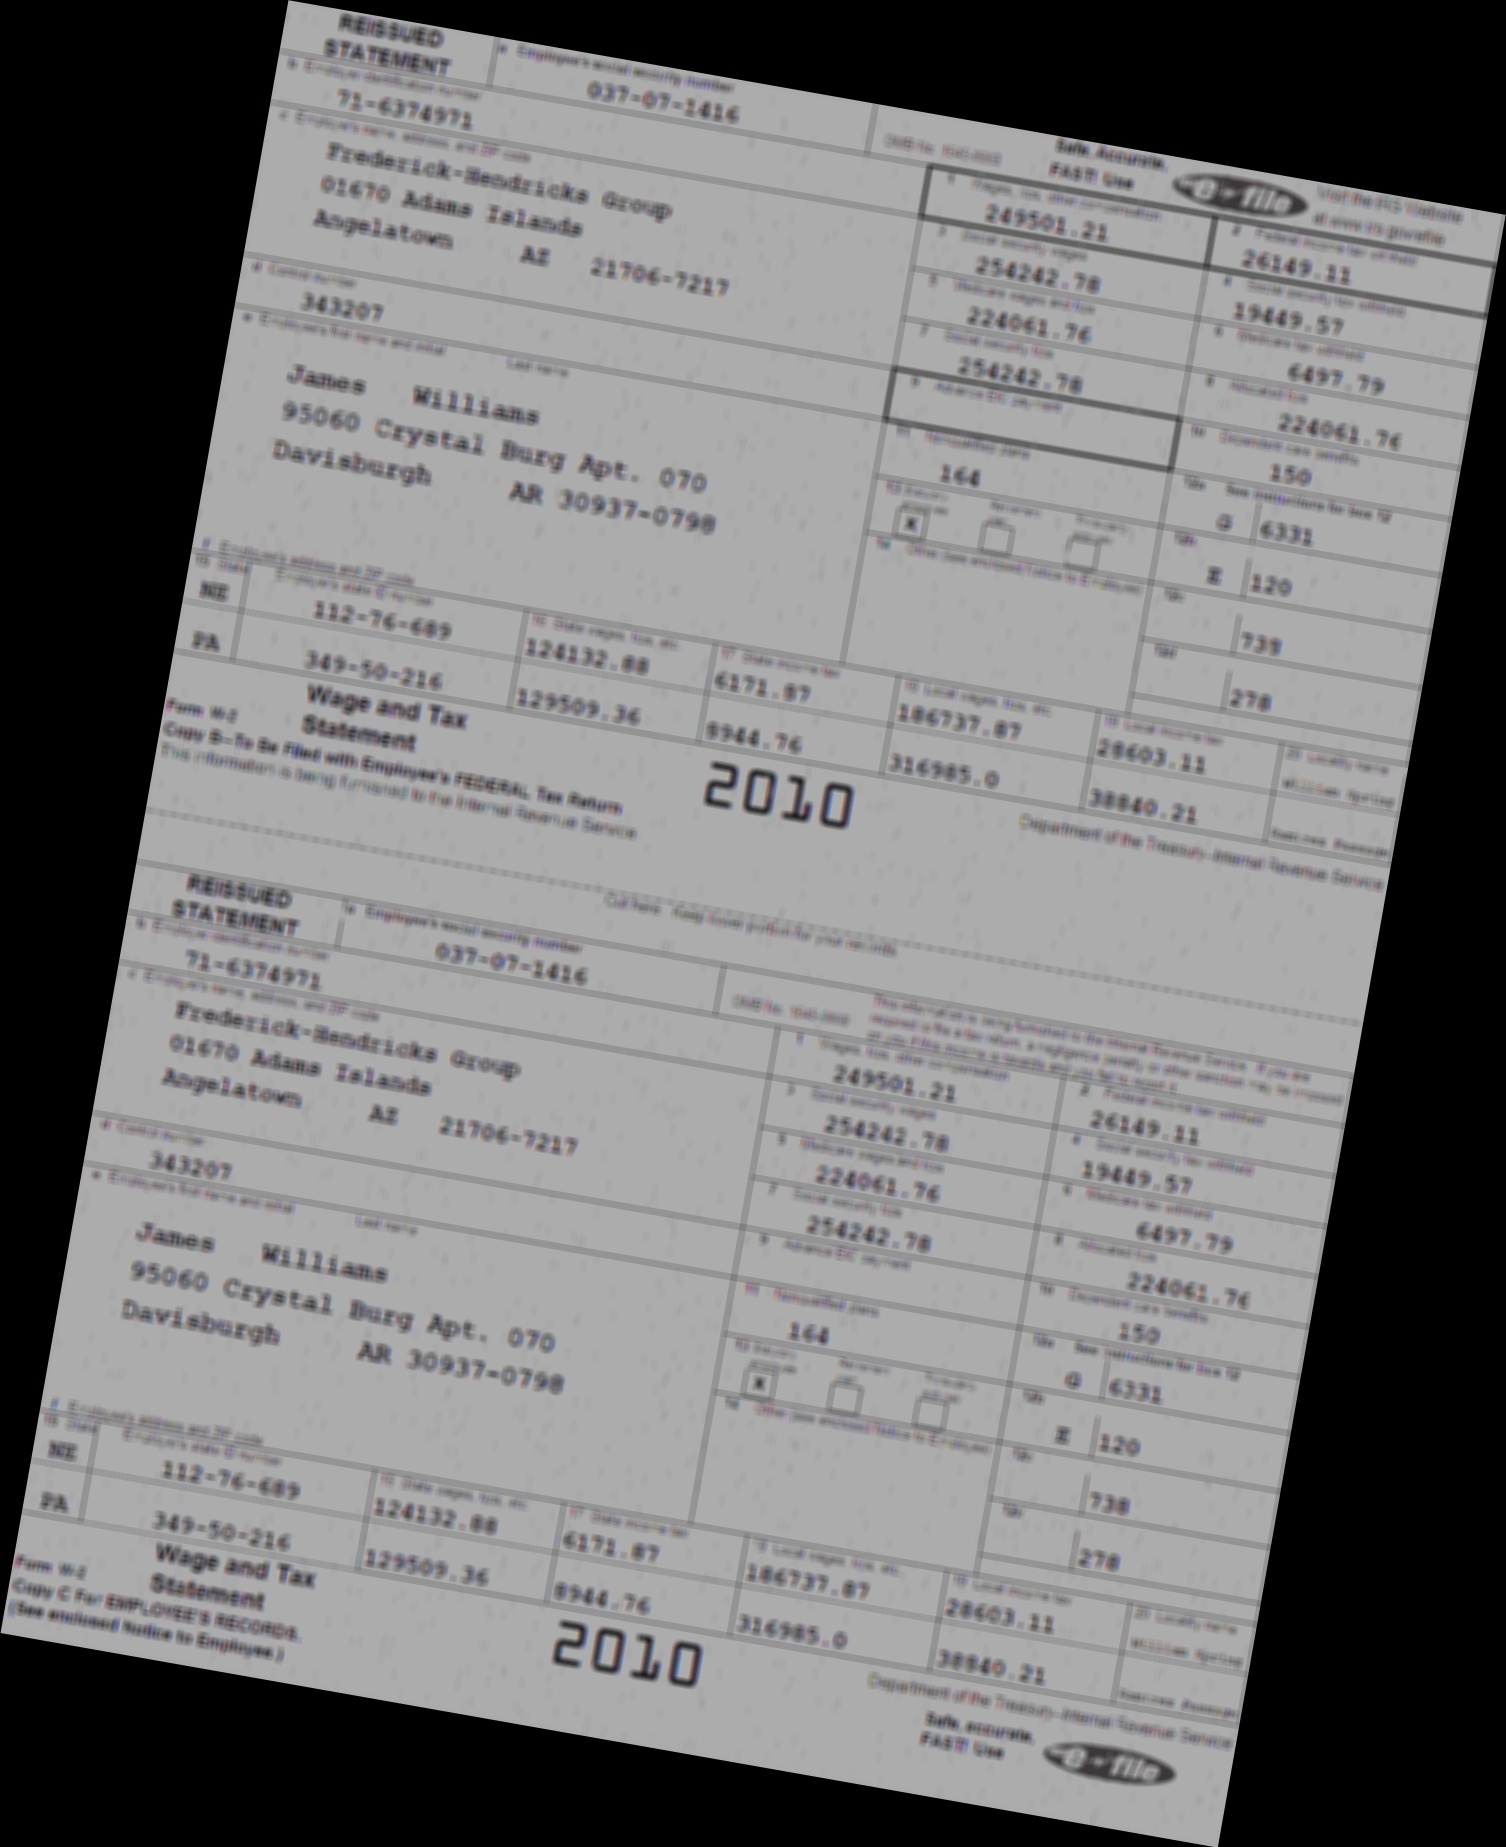 REISSUED
STATEMENT
a Employee's social security number
037-07-1416
OMB No. 1545-0008
Safe, Accurate,
FAST! Use
e-file
Visit the IRS Website
at www.irs.gov/efile
b Employer identification number
71-6374971
c Employer's name, address, and ZIP code
Frederick-Hendricks Group
01670 Adams Islands
Angelatown AZ 21706-7217
1 Wages, tips, other compensation
249501.21
2 Federal income tax withheld
26149.11
3 Social security wages
254242.78
4 Social security tax withheld
19449.57
5 Medicare wages and tips
224061.76
6 Medicare tax withheld
6497.79
d Control number
343207
7 Social security tips
254242.78
8 Allocated tips
224061.76
e Employee's first name and initial Last name
James Williams
95060 Crystal Burg Apt. 070
Davisburgh AR 30937-0798
9 Advance EIC payment
10 Dependent care benefits
150
11 Nonqualified plans
164
12a See instructions for box 12
G 6331
13
X
12b
E 120
14 Other (see enclosed Notice to Employee)
12c
12d
278
f Employee's address and ZIP code
15 State Employer's state ID number
16 State wages, tips, etc.
17 State income tax
18 Local wages, tips, etc.
19 Local income tax
20 Locality name
NE 112-76-689 124132.88 6171.87 186737.87 28603.11
PA 349-50-216 129509.36 8944.76 316985.0 38840.21
Form W-2
Wage and Tax
Statement
2010
Copy B-To Be Filed with Employee's FEDERAL Tax Return
This information is being furnished to the Internal Revenue Service
Department of the Treasury-Internal Revenue Service
Cut here Keep lower portion for your records
REISSUED
STATEMENT
a Employee's social security number
037-07-1416
OMB No. 1545-0008
This information is being furnished to the Internal Revenue Service. If you are
required to file a tax return, a negligence penalty or other sanction may be imposed
on you if this income is taxable and you fail to report it.
b Employer identification number
71-6374971
c Employer's name, address, and ZIP code
Frederick-Hendricks Group
01670 Adams Islands
Angelatown AZ 21706-7217
1 Wages, tips, other compensation
249501.21
2 Federal income tax withheld
26149.11
3 Social security wages
254242.78
4 Social security tax withheld
19449.57
5 Medicare wages and tips
224061.76
6 Medicare tax withheld
6497.79
d Control number
343207
7 Social security tips
254242.78
8 Allocated tips
224061.76
e Employee's first name and initial Last name
James Williams
95060 Crystal Burg Apt. 070
Davisburgh AR 30937-0798
9 Advance EIC payment
10 Dependent care benefits
150
11 Nonqualified plans
164
12a See instructions for box 12
G 6331
13
X
12b
E 120
14 Other (see enclosed Notice to Employee)
12c
738
12d
278
f Employee's address and ZIP code
15 State Employer's state ID number
16 State wages, tips, etc.
17 State income tax
18 Local wages, tips, etc.
19 Local income tax
20 Locality name
NE 112-76-689 124132.88 6171.87 186737.87 28603.11
PA 349-50-216 129509.36 8944.76 316985.0 38840.21
Form W-2
Wage and Tax
Statement
2010
Copy C For EMPLOYEE'S RECORDS.
(See enclosed Notice to Employee.)
Department of the Treasury-Internal Revenue Service
Safe, accurate,
FAST! Use
e-file